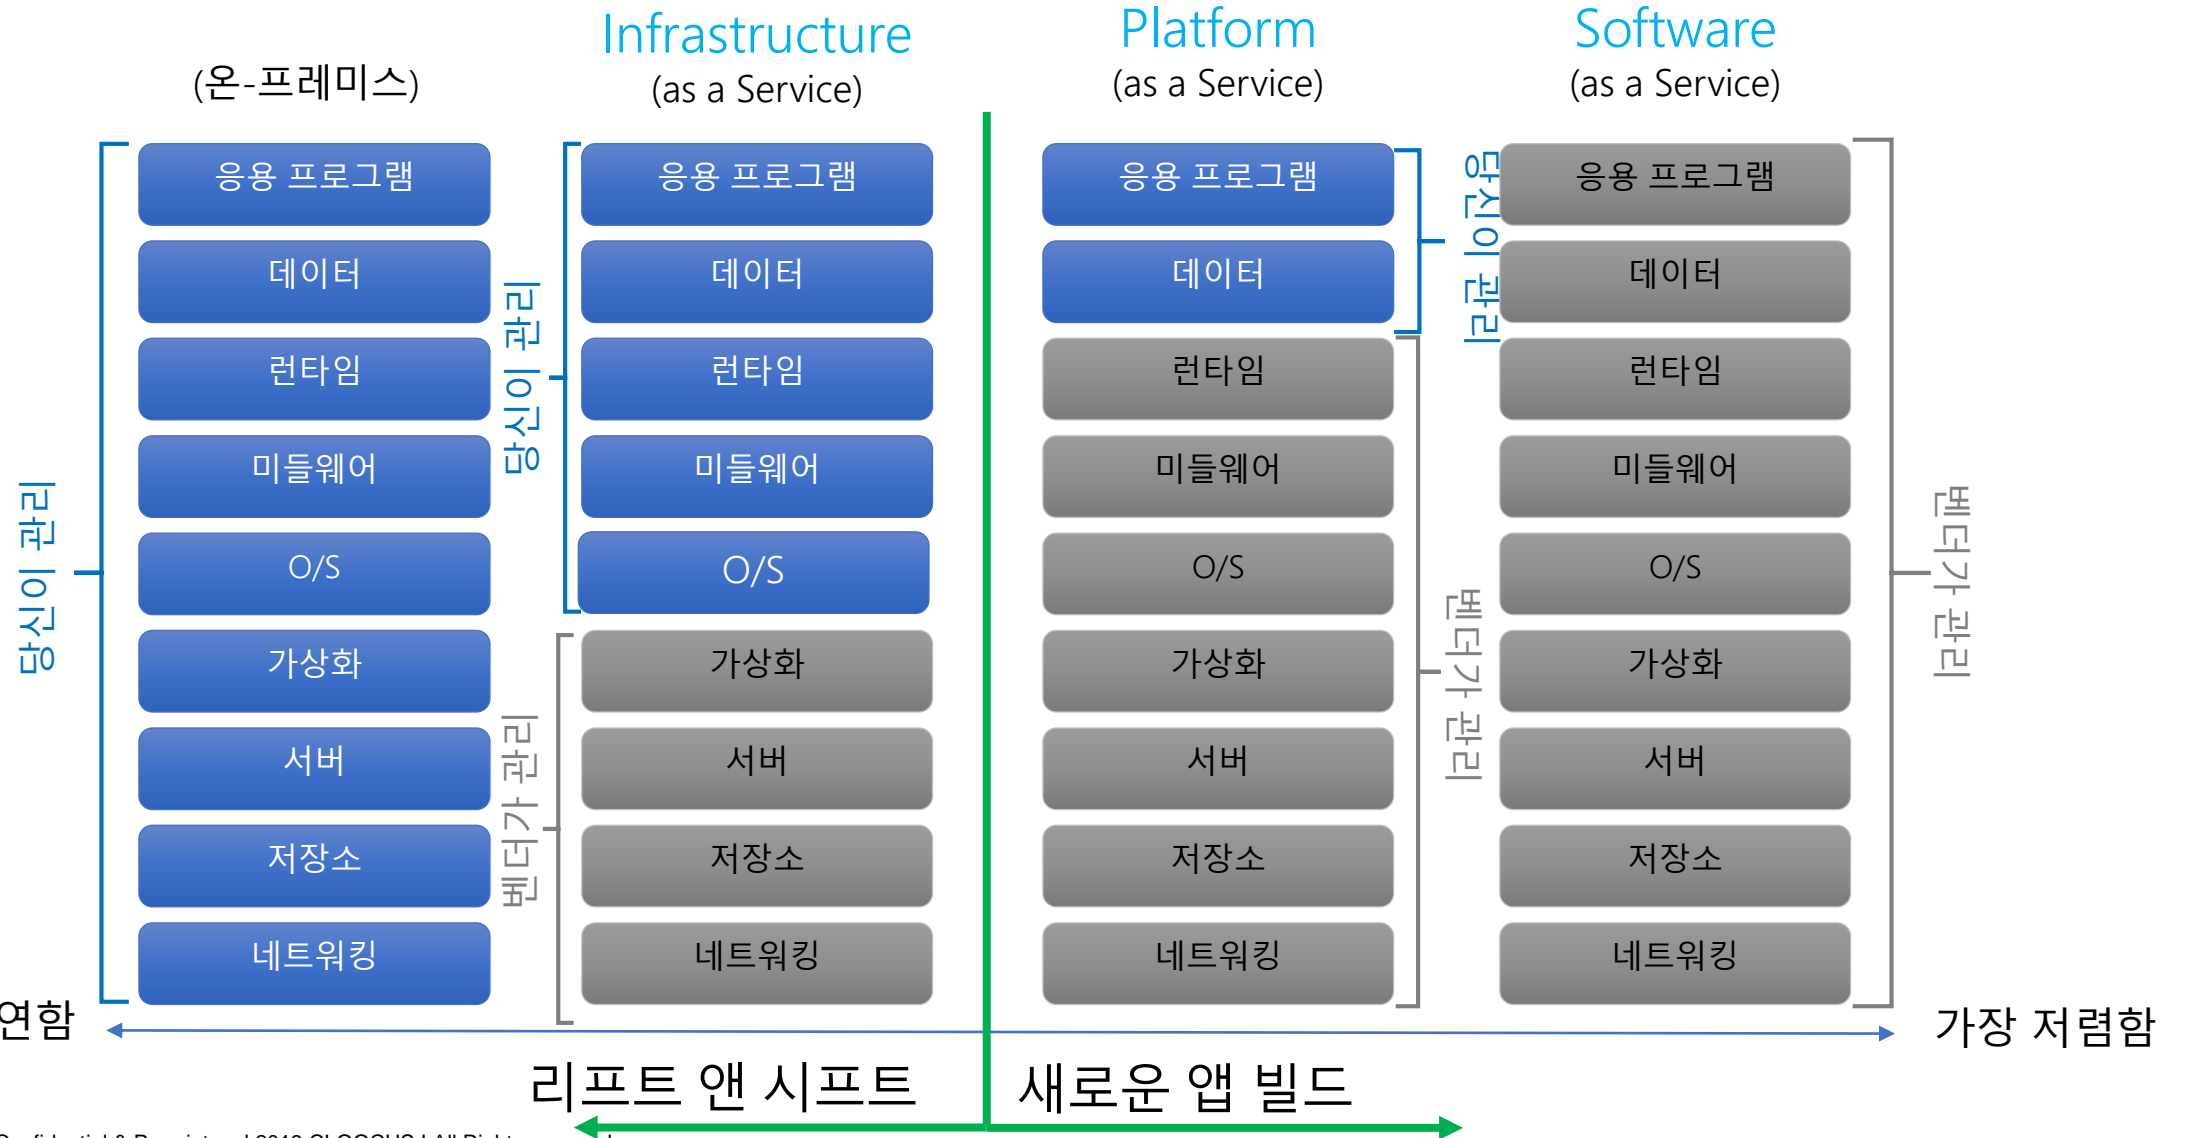 (온-프레미스)
Infrastructure
(as a Service)
Platform
(as a Service)
Software
(as a Service)
당신이 관리
응용 프로그램
데이터
런타임
미들웨어
O/S
가상화
서버
저장소
네트워킹
당신이 관리
벤더가 관리
응용 프로그램
데이터
런타임
미들웨어
O/S
가상화
서버
저장소
네트워킹
응용 프로그램
데이터
런타임
미들웨어
O/S
가상화
서버
저장소
네트워킹
당신이 관리
벤더가 관리
응용 프로그램
데이터
런타임
미들웨어
O/S
가상화
서버
저장소
네트워킹
벤더가 관리
가장 저렴함
리프트 앤 시프트
새로운 앱 빌드